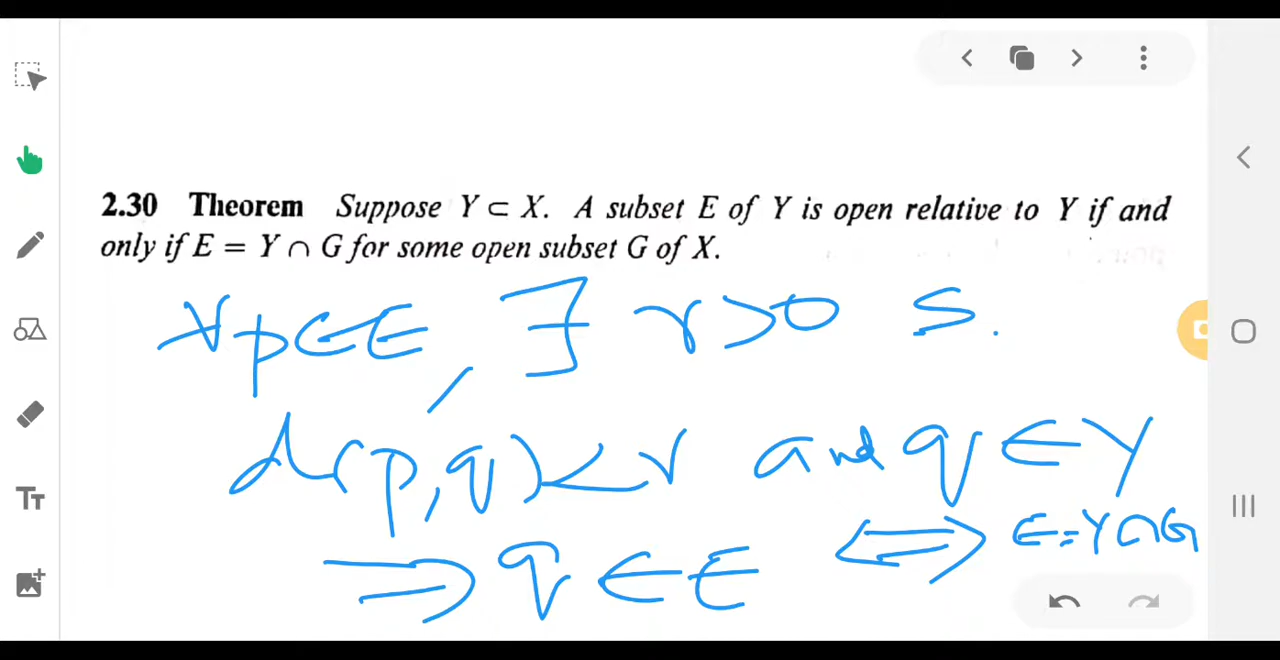 2.30 Theorem Suppose Y ⊂ X. A subset E of Y is open relative to Y if and
only if E = Y ∩ G for some open subset G of X.
∀p∈E, ∃ r>0 s.
d(p,q)<r and q∈Y
⇒ q∈E ⇔ E=Y∩G
Tт